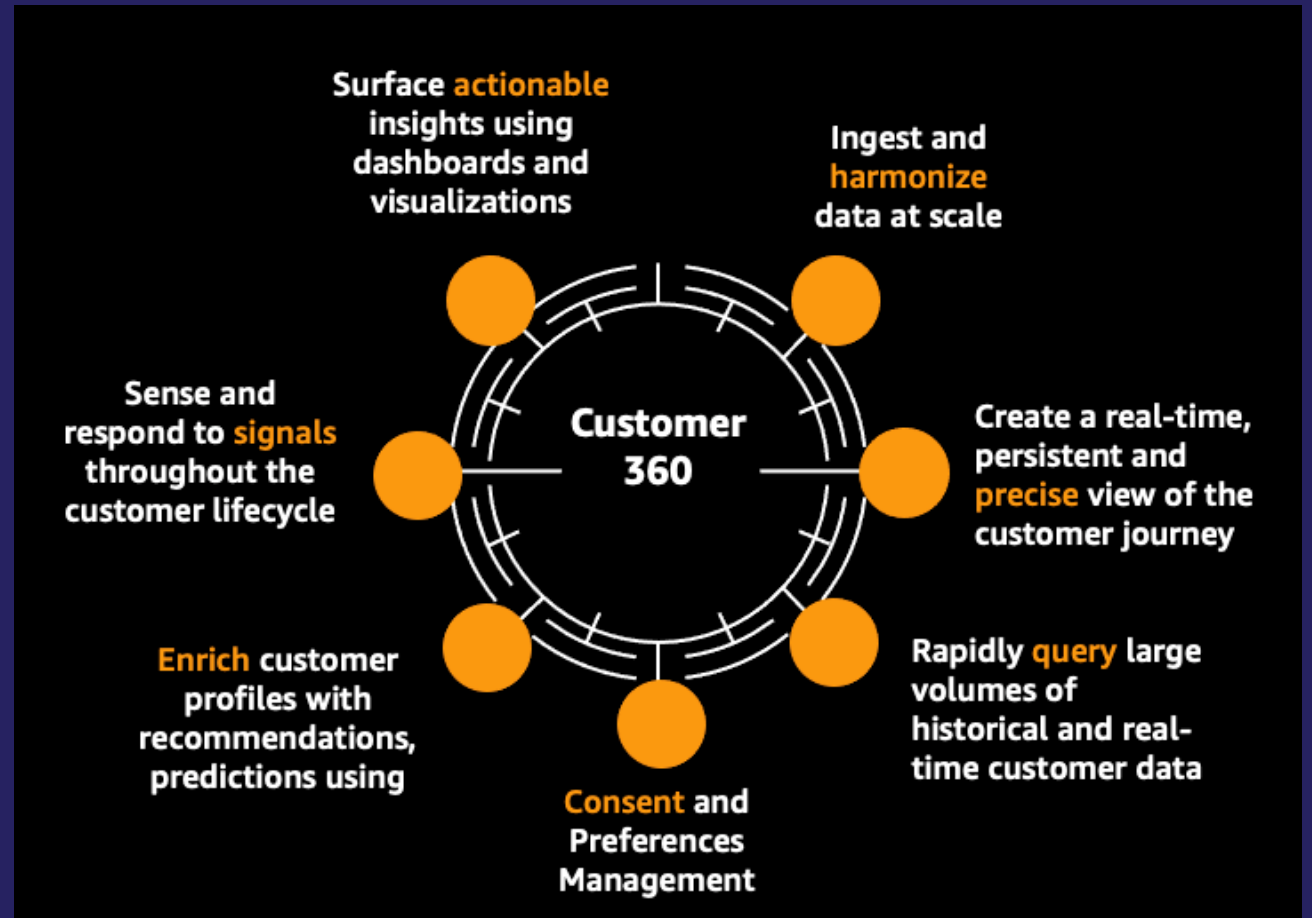 Surface actionable
insights using
dashboards and
visualizations
Ingest and
harmonize
data at scale
Customer
360
Sense and
respond to signals
throughout the
customer lifecycle
Create a real-time,
persistent and
precise view of the
customer journey
Enrich customer
profiles with
recommendations,
predictions using
Rapidly query large
volumes of
historical and real-
time customer data
Consent and
Preferences
Management